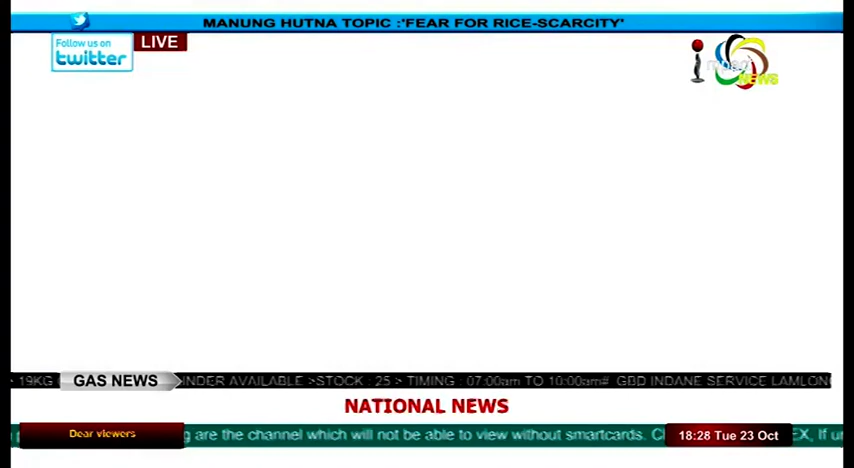 MANUNG HUTNA TOPIC :'FEAR FOR RICE-SCARCITY'
Follow us on
twitter
LIVE
impact
NEWS
> 19KG
GAS NEWS
INDER AVAILABLE >STOCK : 25 > TIMING : 07:00am TO 10:00am# GBD INDANE SERVICE LAMLON
NATIONAL NEWS
Dear viewers
g are the channel which will not be able to view without smartcards. C
18:28 Tue 23 Oct
EX, If u